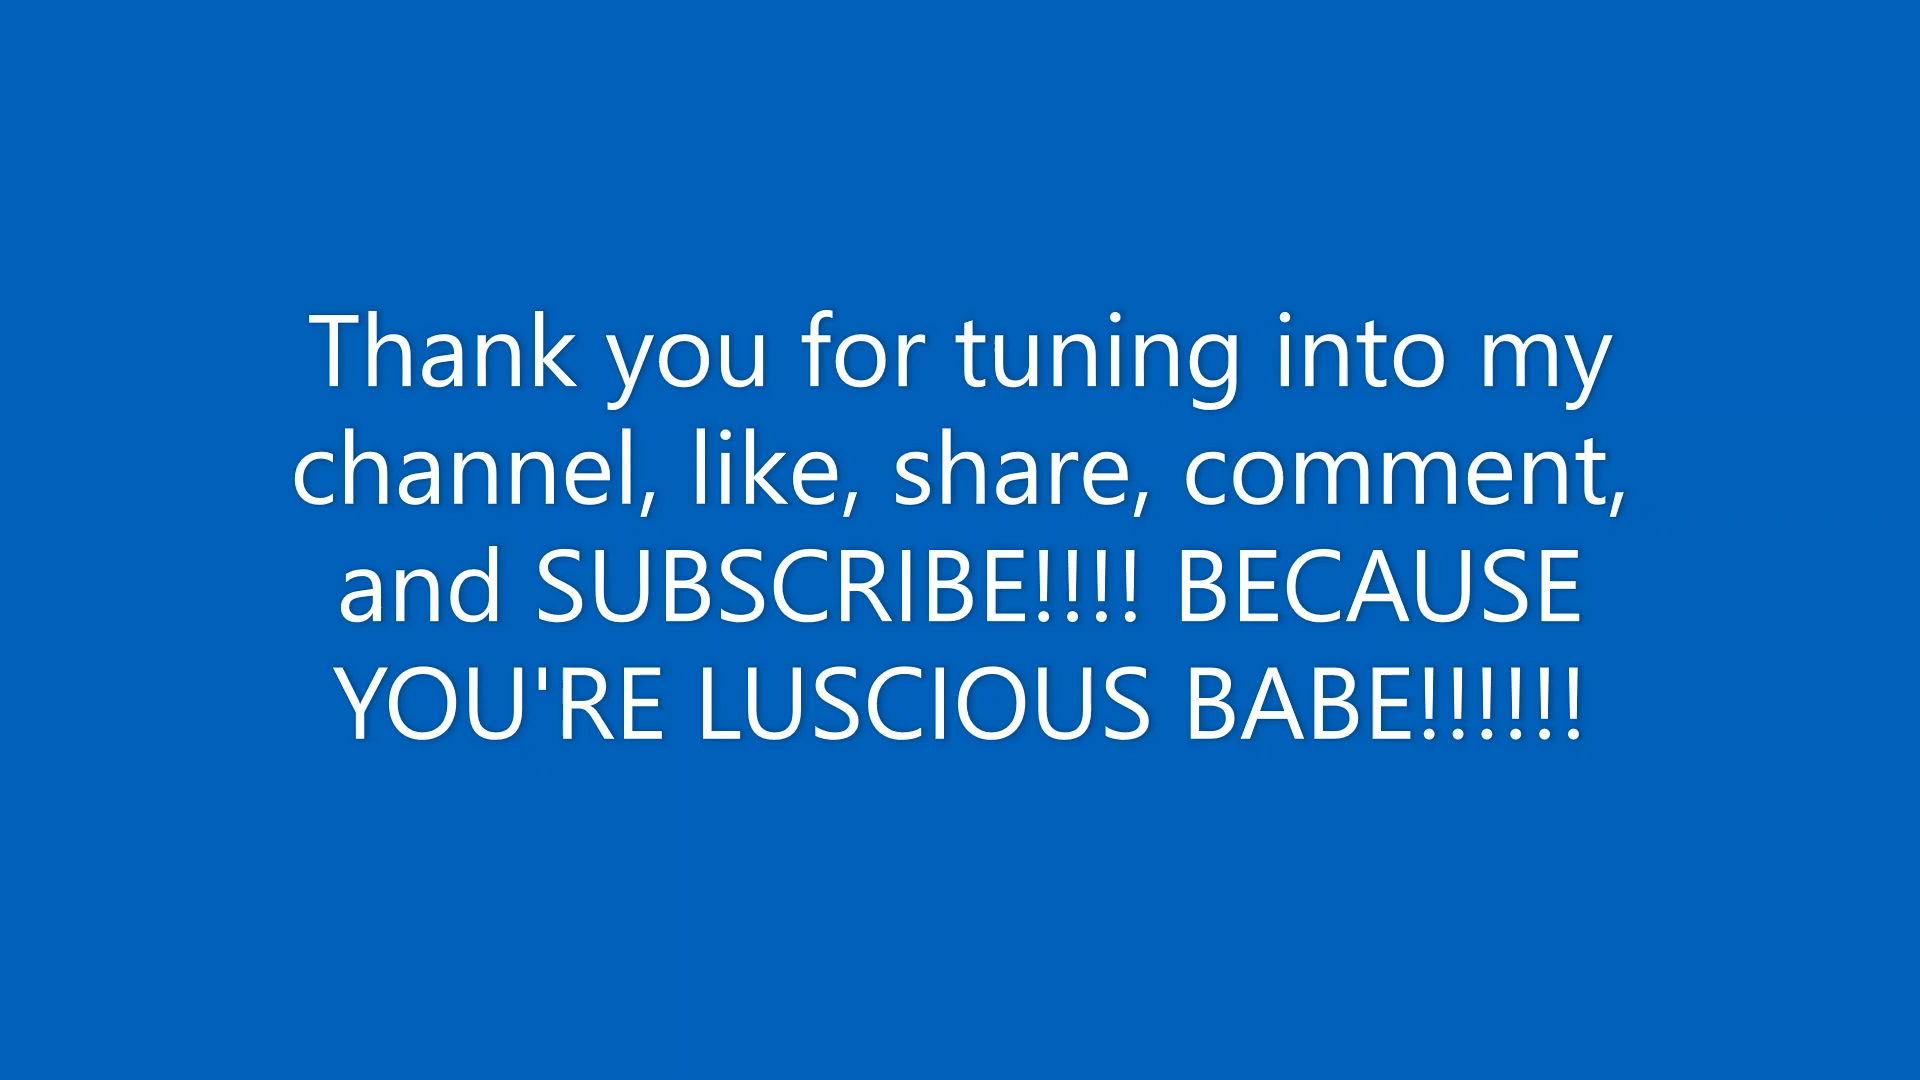 Thank you for tuning into my
channel, like, share, comment,
and SUBSCRIBE!!!! BECAUSE
YOU'RE LUSCIOUS BABE!!!!!!